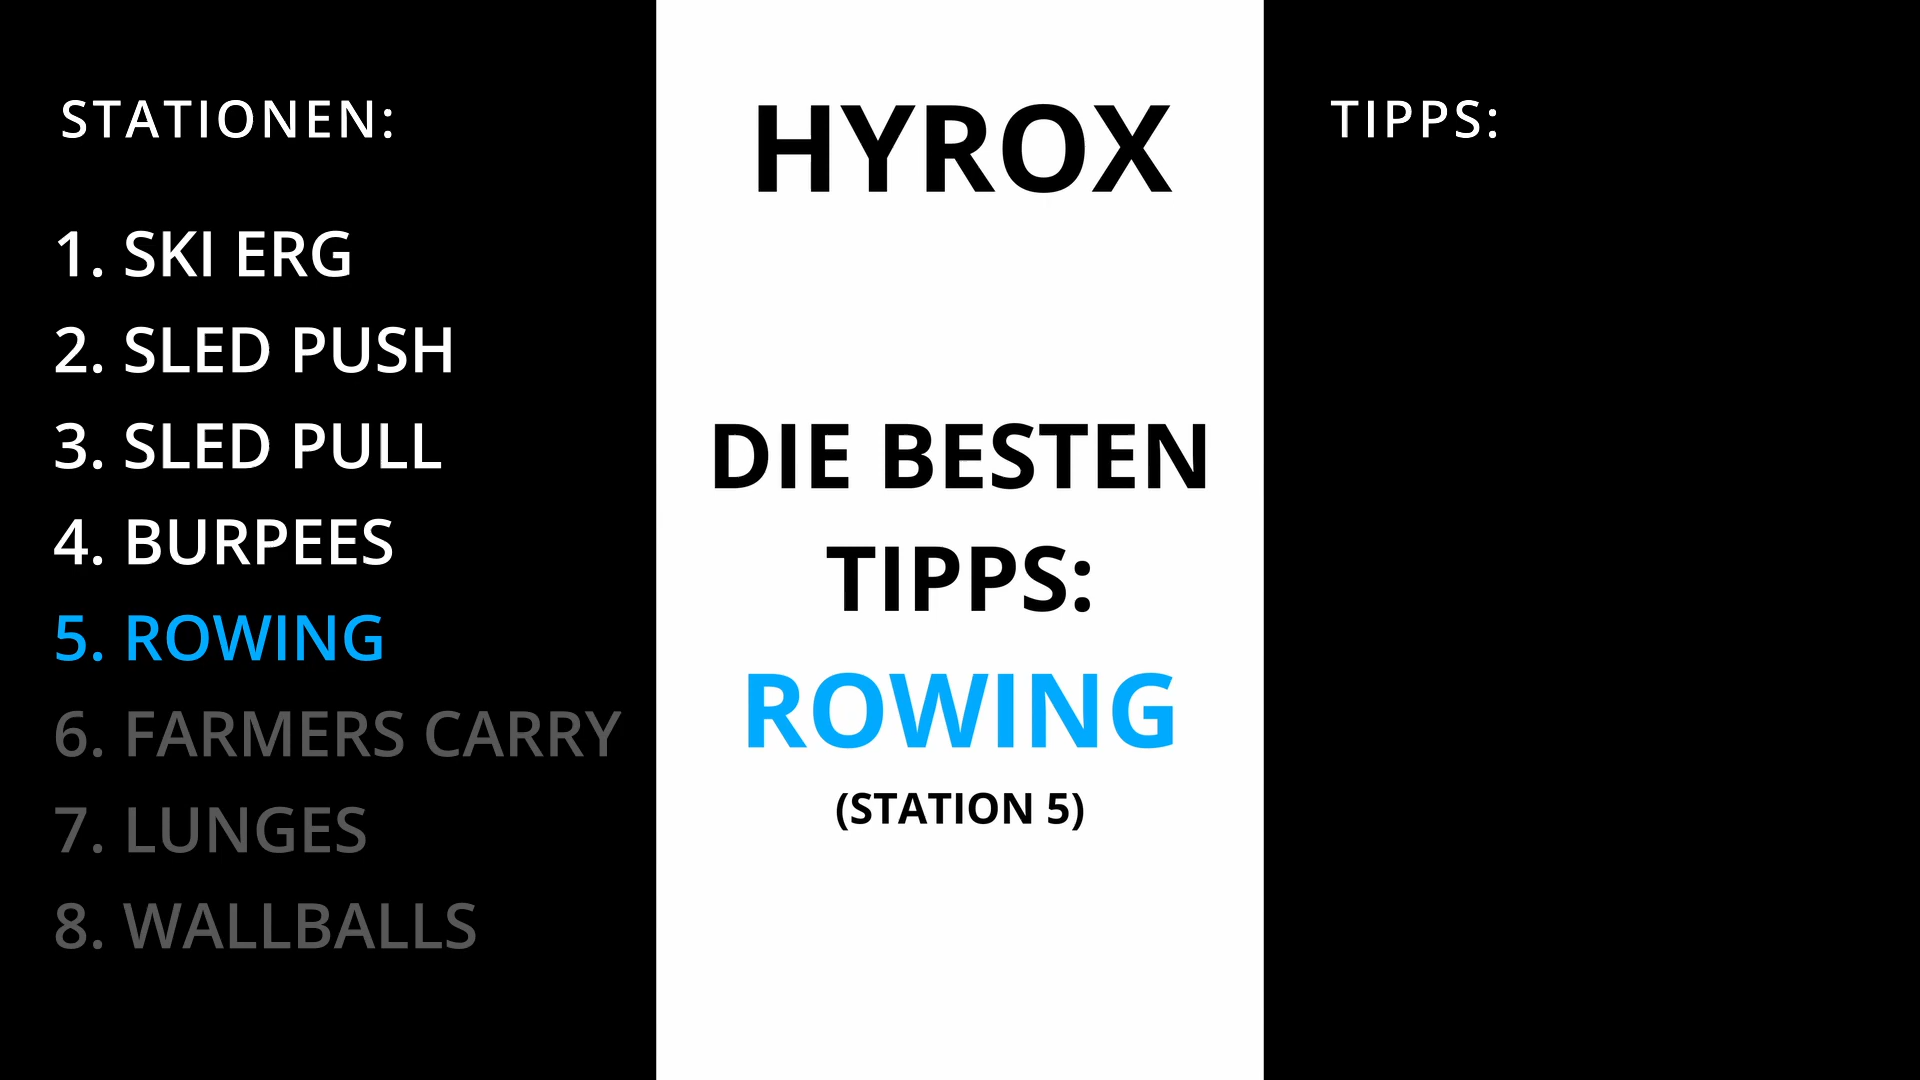 STATIONEN:
1. SKI ERG
2. SLED PUSH
3. SLED PULL
4. BURPEES
5. ROWING
6. FARMERS CARRY
7. LUNGES
8. WALLBALLS
HYROX
DIE BESTEN
TIPPS:
ROWING
(STATION 5)
TIPPS: